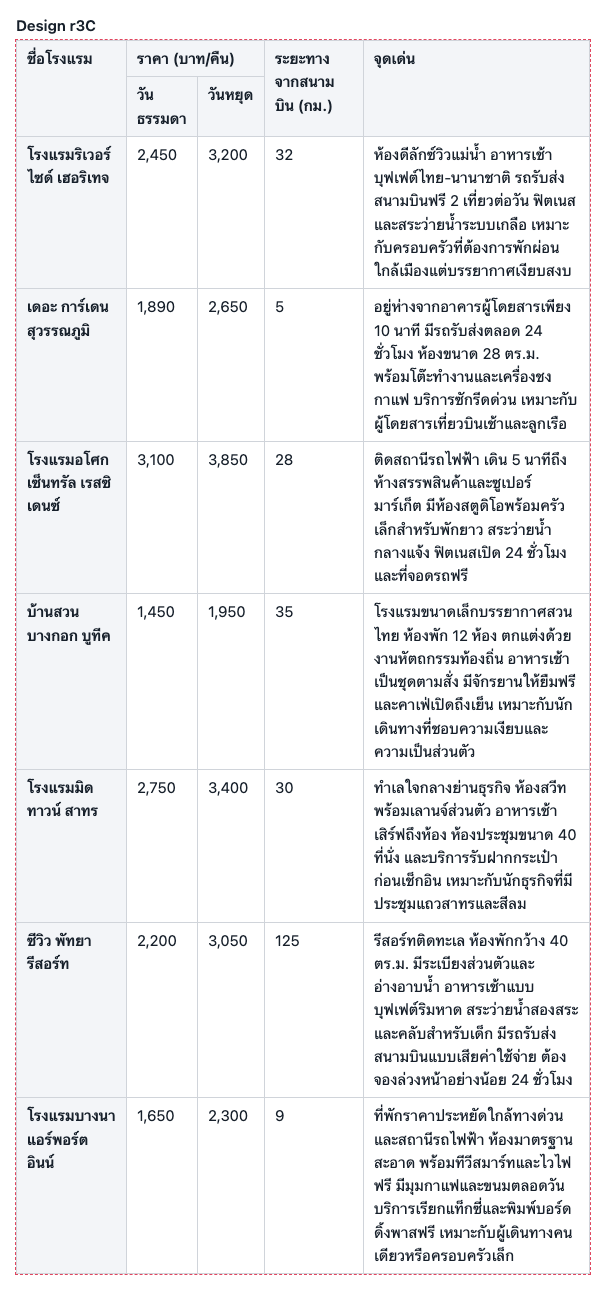 Design r3C
ชื่อโรงแรม
ราคา (บาท/คืน)
ระยะทาง
จากสนาม
บิน (กม.)
จุดเด่น
วัน
ธรรมดา
วันหยุด
โรงแรมริเวอร์
ไซด์ เฮอริเทจ
2,450
3,200
32
ห้องดีลักซ์วิวแม่น้ำ อาหารเช้า
บุฟเฟต์ไทย-นานาชาติ รถรับส่ง
สนามบินฟรี 2 เที่ยวต่อวัน ฟิตเนส
และสระว่ายน้ำระบบเกลือ เหมาะ
กับครอบครัวที่ต้องการพักผ่อน
ใกล้เมืองแต่บรรยากาศเงียบสงบ
เดอะ การ์เดน
สุวรรณภูมิ
1,890
2,650
5
อยู่ห่างจากอาคารผู้โดยสารเพียง
10 นาที มีรถรับส่งตลอด 24
ชั่วโมง ห้องขนาด 28 ตร.ม.
พร้อมโต๊ะทำงานและเครื่องชง
กาแฟ บริการซักรีดด่วน เหมาะกับ
ผู้โดยสารเที่ยวบินเช้าและลูกเรือ
โรงแรมอโศก
เซ็นทรัล เรสซิ
เดนซ์
3,100
3,850
28
ติดสถานีรถไฟฟ้า เดิน 5 นาทีถึง
ห้างสรรพสินค้าและซูเปอร์
มาร์เก็ต มีห้องสตูดิโอพร้อมครัว
เล็กสำหรับพักยาว สระว่ายน้ำ
กลางแจ้ง ฟิตเนสเปิด 24 ชั่วโมง
และที่จอดรถฟรี
บ้านสวน
บางกอก บูทีค
1,450
1,950
35
โรงแรมขนาดเล็กบรรยากาศสวน
ไทย ห้องพัก 12 ห้อง ตกแต่งด้วย
งานหัตถกรรมท้องถิ่น อาหารเช้า
เป็นชุดตามสั่ง มีจักรยานให้ยืมฟรี
และคาเฟ่เปิดถึงเย็น เหมาะกับนัก
เดินทางที่ชอบความเงียบและ
ความเป็นส่วนตัว
โรงแรมมิด
ทาวน์ สาทร
2,750
3,400
30
ทำเลใจกลางย่านธุรกิจ ห้องสวีท
พร้อมเลานจ์ส่วนตัว อาหารเช้า
เสิร์ฟถึงห้อง ห้องประชุมขนาด 40
ที่นั่ง และบริการรับฝากกระเป๋า
ก่อนเช็กอิน เหมาะกับนักธุรกิจที่มี
ประชุมแถวสาทรและสีลม
ซีวิว พัทยา
รีสอร์ท
2,200
3,050
125
รีสอร์ทติดทะเล ห้องพักกว้าง 40
ตร.ม. มีระเบียงส่วนตัวและ
อ่างอาบน้ำ อาหารเช้าแบบ
บุฟเฟต์ริมหาด สระว่ายน้ำสองสระ
และคลับสำหรับเด็ก มีรถรับส่ง
สนามบินแบบเสียค่าใช้จ่าย ต้อง
จองล่วงหน้าอย่างน้อย 24 ชั่วโมง
โรงแรมบางนา
แอร์พอร์ต
อินน์
1,650
2,300
9
ที่พักราคาประหยัดใกล้ทางด่วน
และสถานีรถไฟฟ้า ห้องมาตรฐาน
สะอาด พร้อมทีวีสมาร์ทและไวไฟ
ฟรี มีมุมกาแฟและขนมตลอดวัน
บริการเรียกแท็กซี่และพิมพ์บอร์ด
ดิ้งพาสฟรี เหมาะกับผู้เดินทางคน
เดียวหรือครอบครัวเล็ก